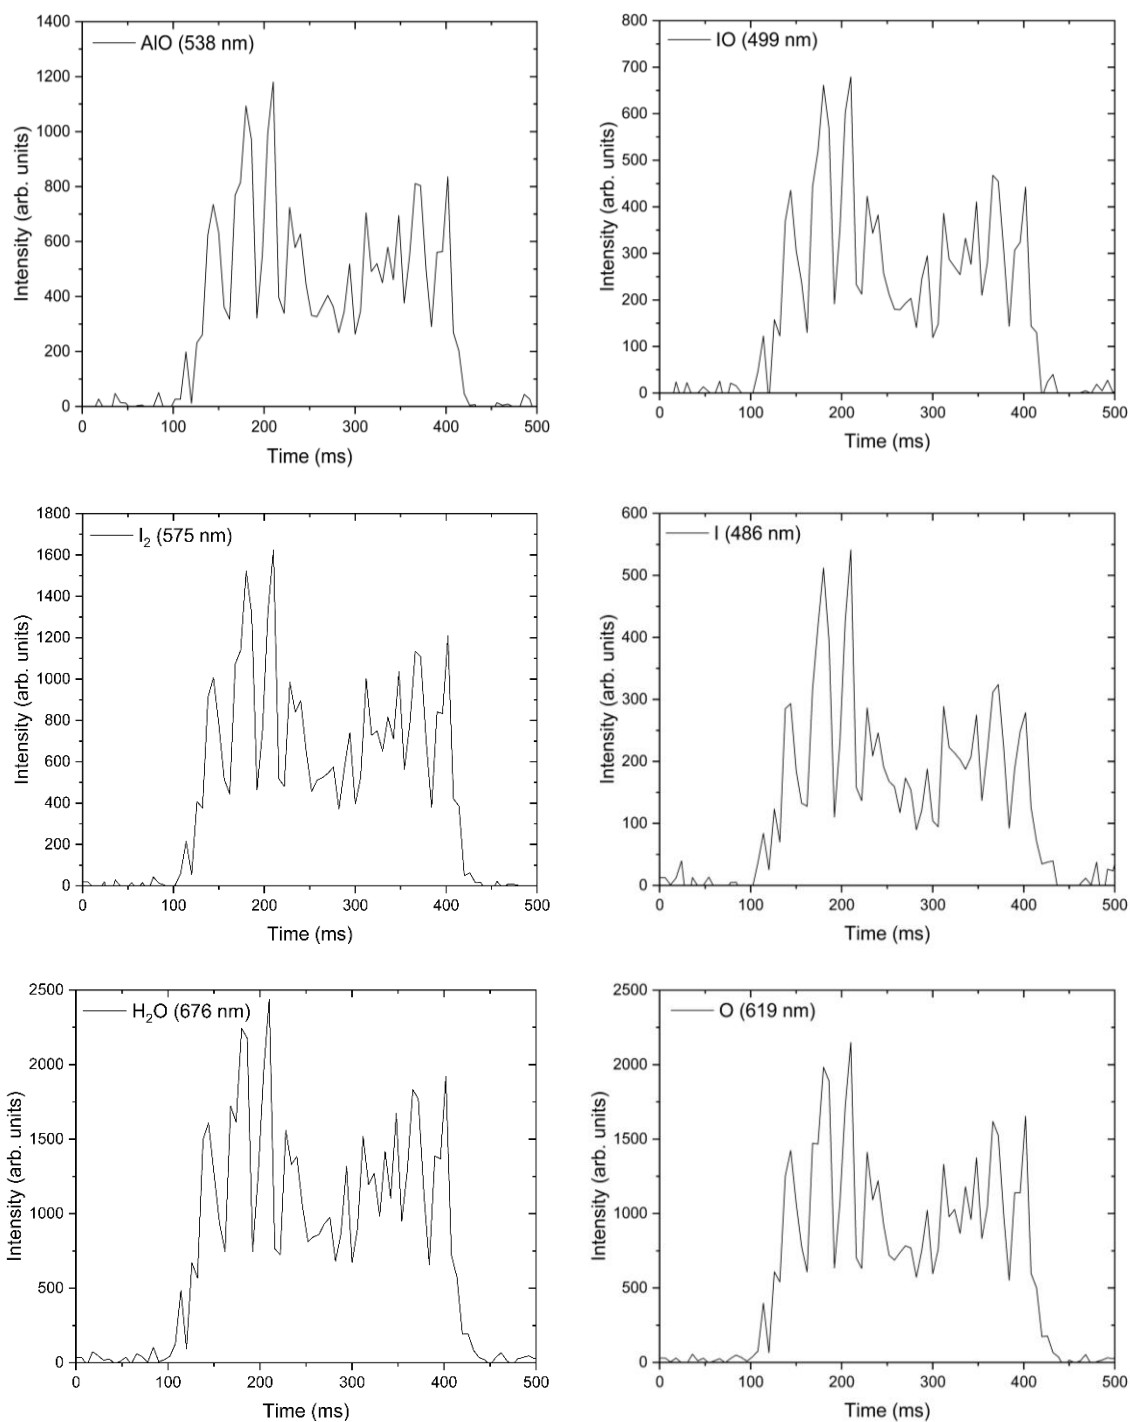 AlO (538 nm)
1400
1200
1000
800
600
400
200
0
Intensity (arb. units)
0 100 200 300 400 500
Time (ms)
IO (499 nm)
800
700
600
500
400
300
200
100
0
Intensity (arb. units)
0 100 200 300 400 500
Time (ms)
I₂ (575 nm)
1800
1600
1400
1200
1000
800
600
400
200
0
Intensity (arb. units)
0 100 200 300 400 500
Time (ms)
I (486 nm)
600
500
400
300
200
100
0
Intensity (arb. units)
0 100 200 300 400 500
Time (ms)
H₂O (676 nm)
2500
2000
1500
1000
500
0
Intensity (arb. units)
0 100 200 300 400 500
Time (ms)
O (619 nm)
2500
2000
1500
1000
500
0
Intensity (arb. units)
0 100 200 300 400 500
Time (ms)